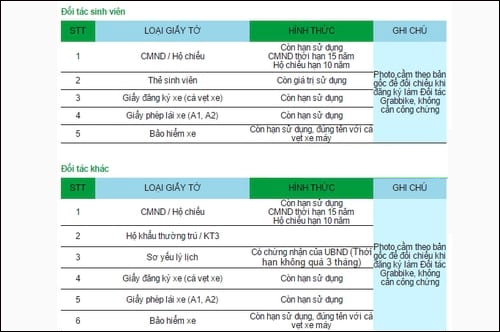 Đối tác sinh viên
STT LOẠI GIẤY TỜ HÌNH THỨC GHI CHÚ
1 CMND / Hộ chiếu Còn hạn sử dụng
CMND thời hạn 15 năm
Hộ chiếu hạn 10 năm
2 Thẻ sinh viên Còn giá trị sử dụng
3 Giấy đăng ký xe (cà vẹt xe) Còn hạn sử dụng
4 Giấy phép lái xe (A1, A2) Còn hạn sử dụng
5 Bảo hiểm xe Còn hạn sử dụng, đúng tên với cà
vẹt xe máy
Photo cầm theo bản
gốc để đối chiếu khi
đăng ký làm Đối tác
Grabbike, không
cần công chứng
Đối tác khác
STT LOẠI GIẤY TỜ HÌNH THỨC GHI CHÚ
1 CMND / Hộ chiếu Còn hạn sử dụng
CMND thời hạn 15 năm
Hộ chiếu hạn 10 năm
2 Hộ khẩu thường trú / KT3
3 Sơ yếu lý lịch Có chứng nhận của UBND (Thời
hạn không quá 3 tháng)
4 Giấy đăng ký xe (cà vẹt xe) Còn hạn sử dụng
5 Giấy phép lái xe (A1, A2) Còn hạn sử dụng
6 Bảo hiểm xe Còn hạn sử dụng, đúng tên với cà
vẹt xe máy
Photo cầm theo bản
gốc để đối chiếu khi
đăng ký làm Đối tác
Grabbike, không
cần công chứng